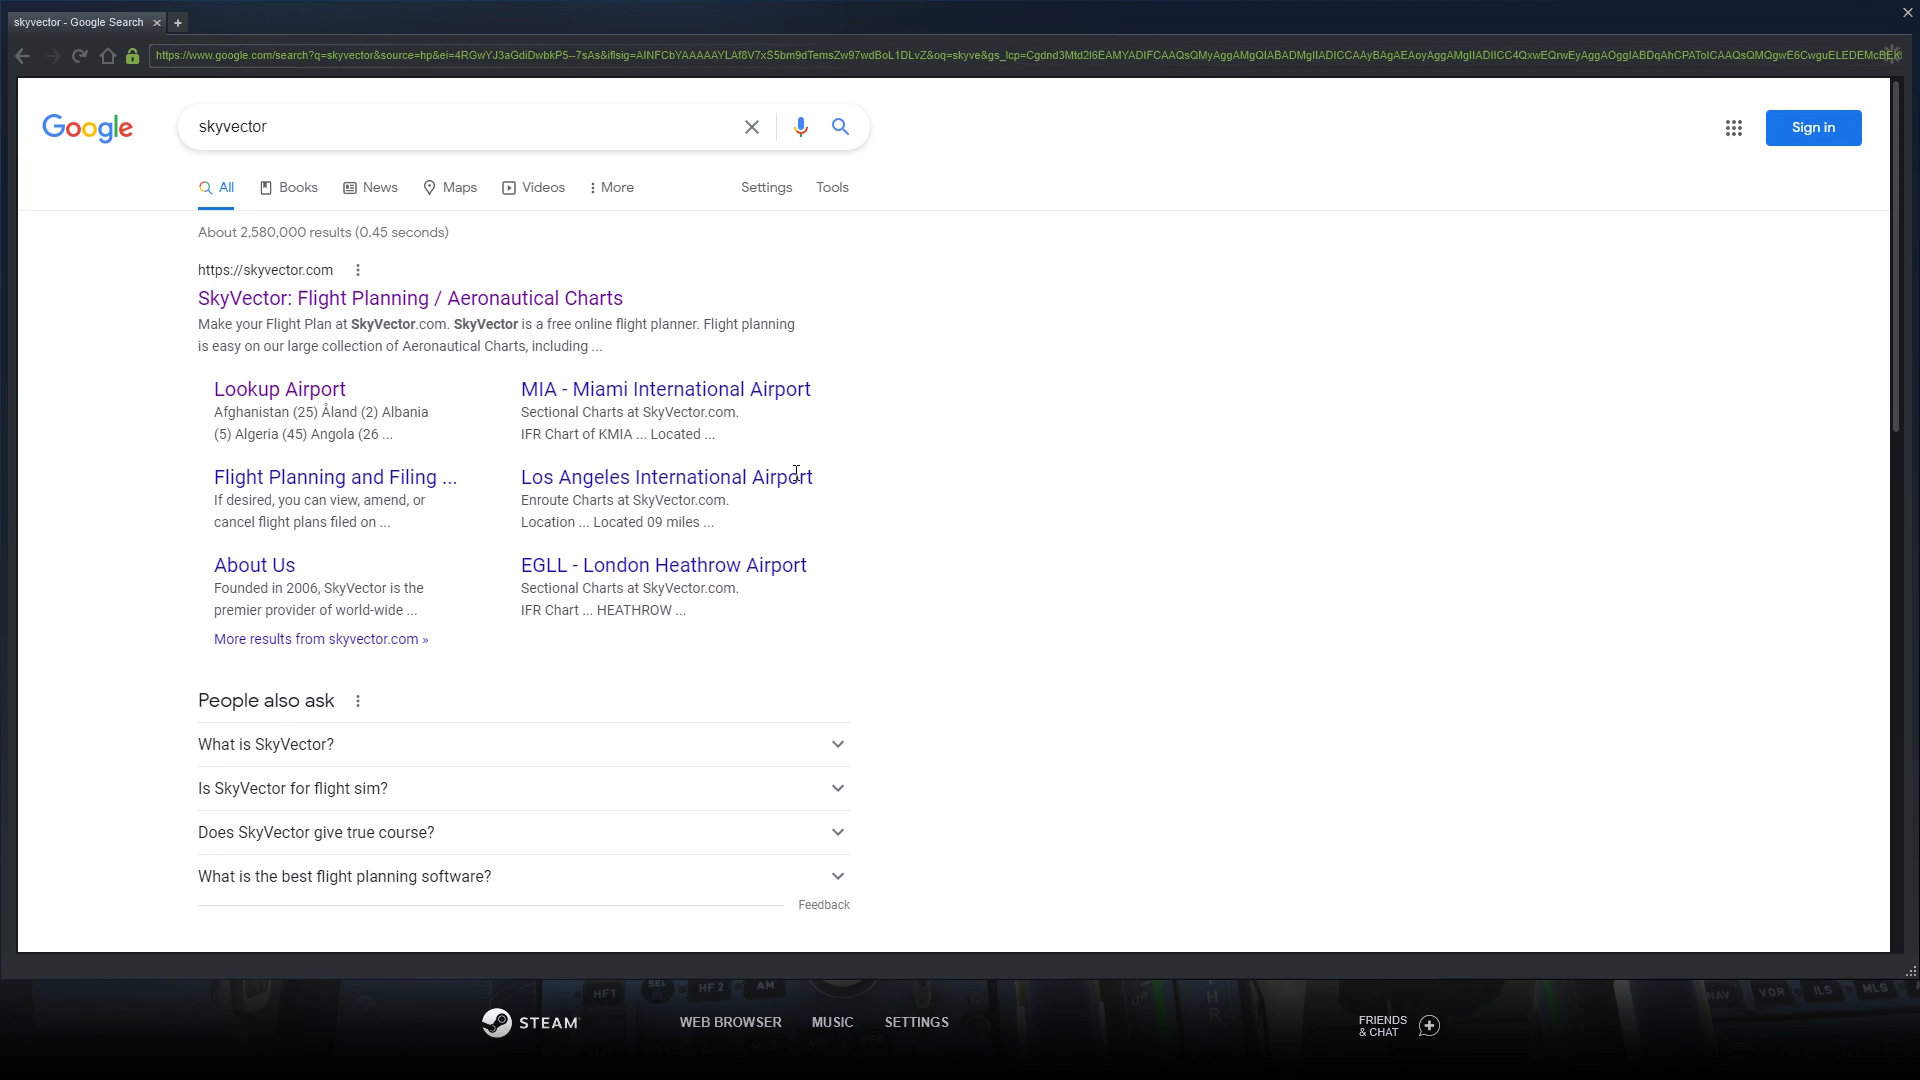 skyvector - Google Search
Google
skyvector
Sign in
All Books News Maps Videos More Settings Tools
About 2,580,000 results (0.45 seconds)
https://skyvector.com
SkyVector: Flight Planning / Aeronautical Charts
Make your Flight Plan at SkyVector.com. SkyVector is a free online flight planner. Flight planning
is easy on our large collection of Aeronautical Charts, including ...
Lookup Airport
Afghanistan (25) Åland (2) Albania
(5) Algeria (45) Angola (26 ...
MIA - Miami International Airport
Sectional Charts at SkyVector.com.
IFR Chart of KMIA ... Located ...
Flight Planning and Filing ...
If desired, you can view, amend, or
cancel flight plans filed on ...
Los Angeles International Airport
Enroute Charts at SkyVector.com.
Location ... Located 09 miles ...
About Us
Founded in 2006, SkyVector is the
premier provider of world-wide ...
EGLL - London Heathrow Airport
Sectional Charts at SkyVector.com.
IFR Chart ... HEATHROW ...
More results from skyvector.com »
People also ask
What is SkyVector?
Is SkyVector for flight sim?
Does SkyVector give true course?
What is the best flight planning software?
Feedback
HF1 SEL HF2 AM
NAV VOR ILS MLS
STEAM
WEB BROWSER MUSIC SETTINGS
FRIENDS
& CHAT